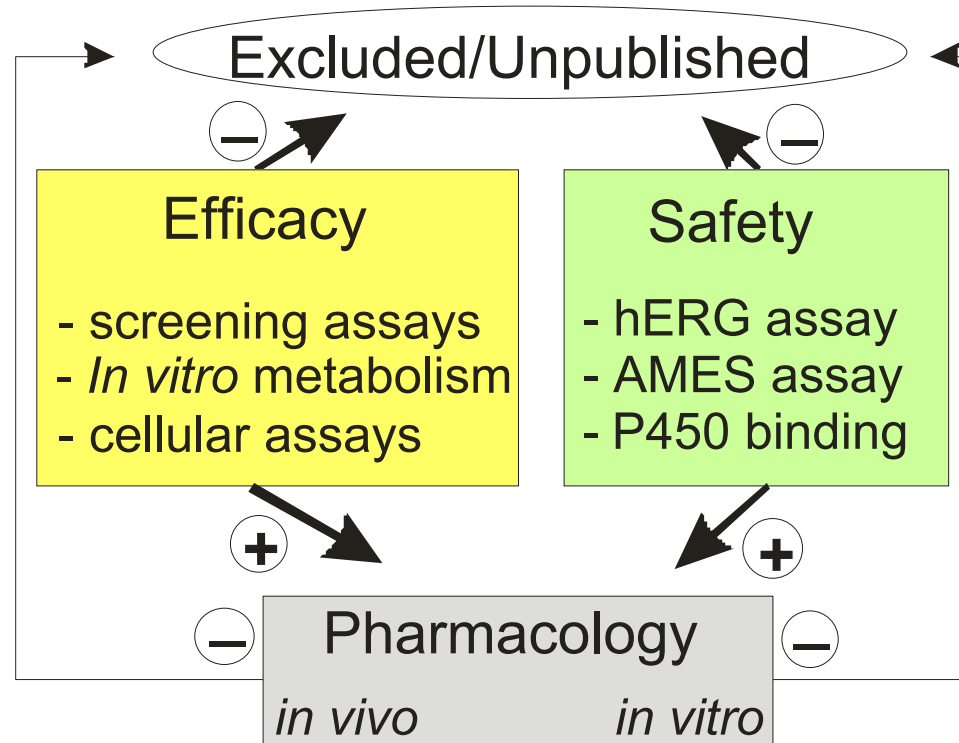 Excluded/Unpublished
−
−
Efficacy
- screening assays
- In vitro metabolism
- cellular assays
Safety
- hERG assay
- AMES assay
- P450 binding
+
+
−
−
Pharmacology
in vivo in vitro